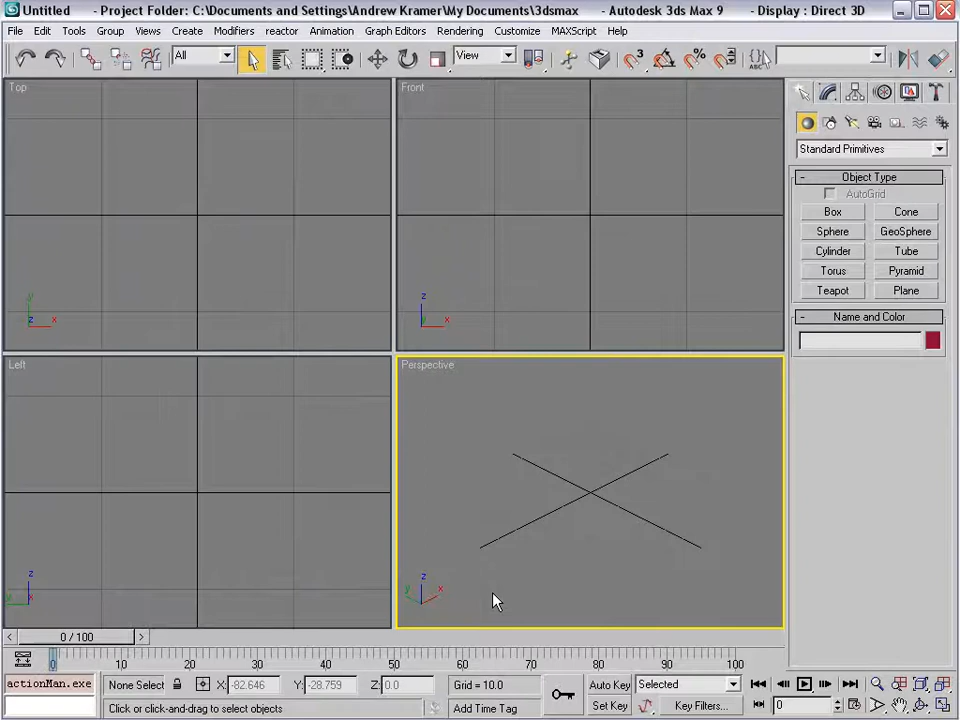 Untitled - Project Folder: C:\Documents and Settings\Andrew Kramer\My Documents\3dsmax - Autodesk 3ds Max 9 - Display : Direct 3D
File Edit Tools Group Views Create Modifiers reactor Animation Graph Editors Rendering Customize MAXScript Help
All View 3 % ABC
Top Front
Standard Primitives
Object Type
AutoGrid
Box Cone
Sphere GeoSphere
Cylinder Tube
Torus Pyramid
Teapot Plane
Name and Color
y z x z y x
Left Perspective
z y x z y x
0 / 100
0 10 20 30 40 50 60 70 80 90 100
actionMan.exe None Select X: -82.646 Y: -28.759 Z: 0.0 Grid = 10.0 Auto Key Selected
Click or click-and-drag to select objects Add Time Tag Set Key Key Filters... 0